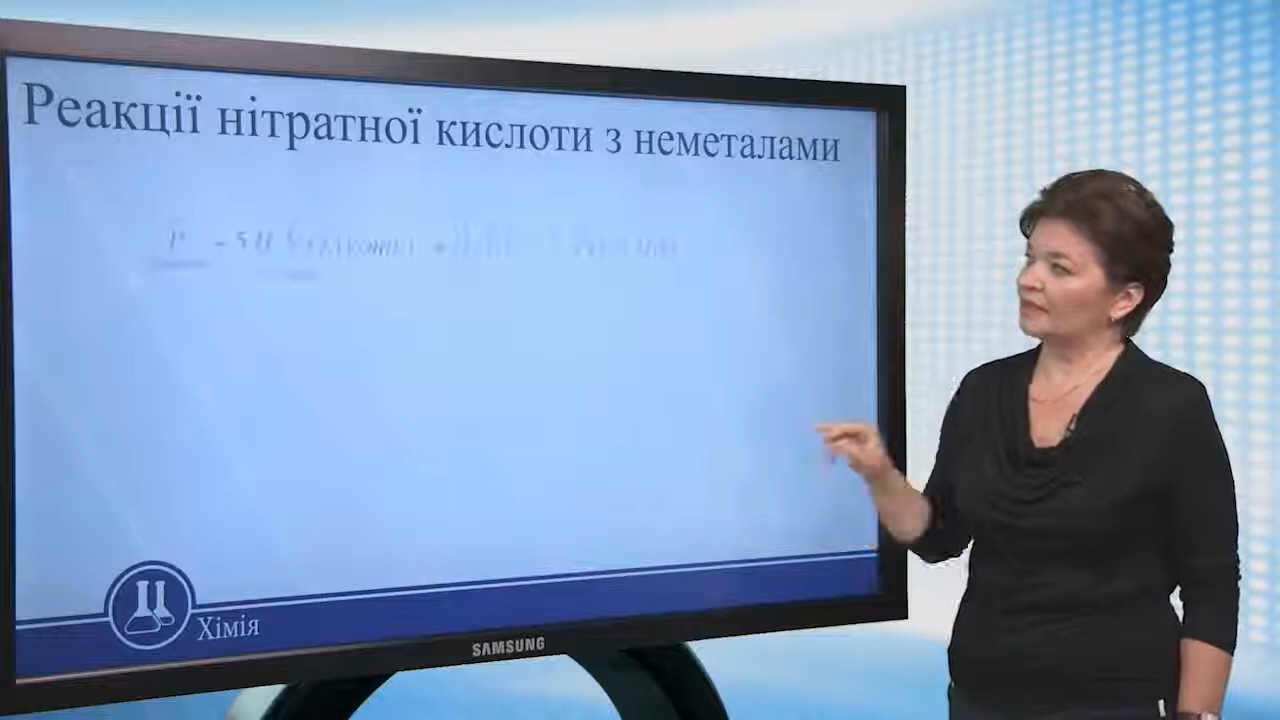 Реакції нітратної кислоти з неметалами
Хімія
SAMSUNG